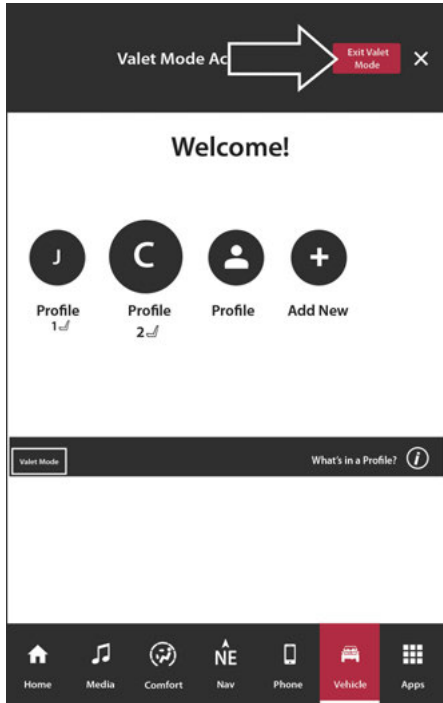 Valet Mode Ac
Exit Valet
Mode
Welcome!
J
C
Profile
1
Profile
2
Profile
Add New
Valet Mode
What's in a Profile?
i
NE
Home
Media
Comfort
Nav
Phone
Vehicle
Apps